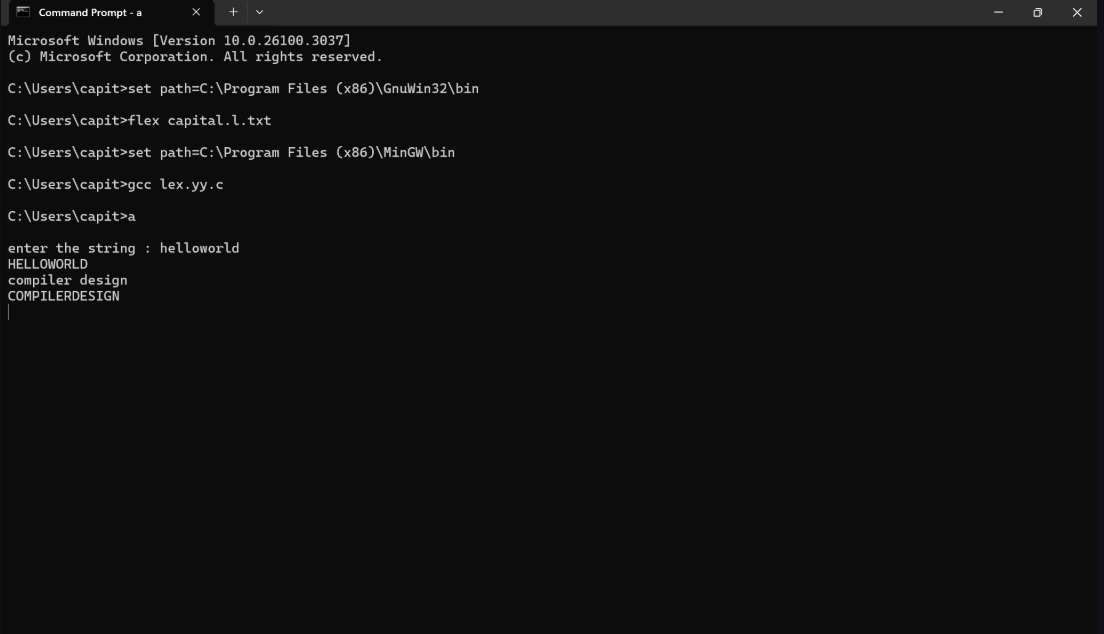 Command Prompt - a
Microsoft Windows [Version 10.0.26100.3037]
(c) Microsoft Corporation. All rights reserved.
C:\Users\capit>set path=C:\Program Files (x86)\GnuWin32\bin
C:\Users\capit>flex capital.l.txt
C:\Users\capit>set path=C:\Program Files (x86)\MinGW\bin
C:\Users\capit>gcc lex.yy.c
C:\Users\capit>a
enter the string : helloworld
HELLOWORLD
compiler design
COMPILERDESIGN